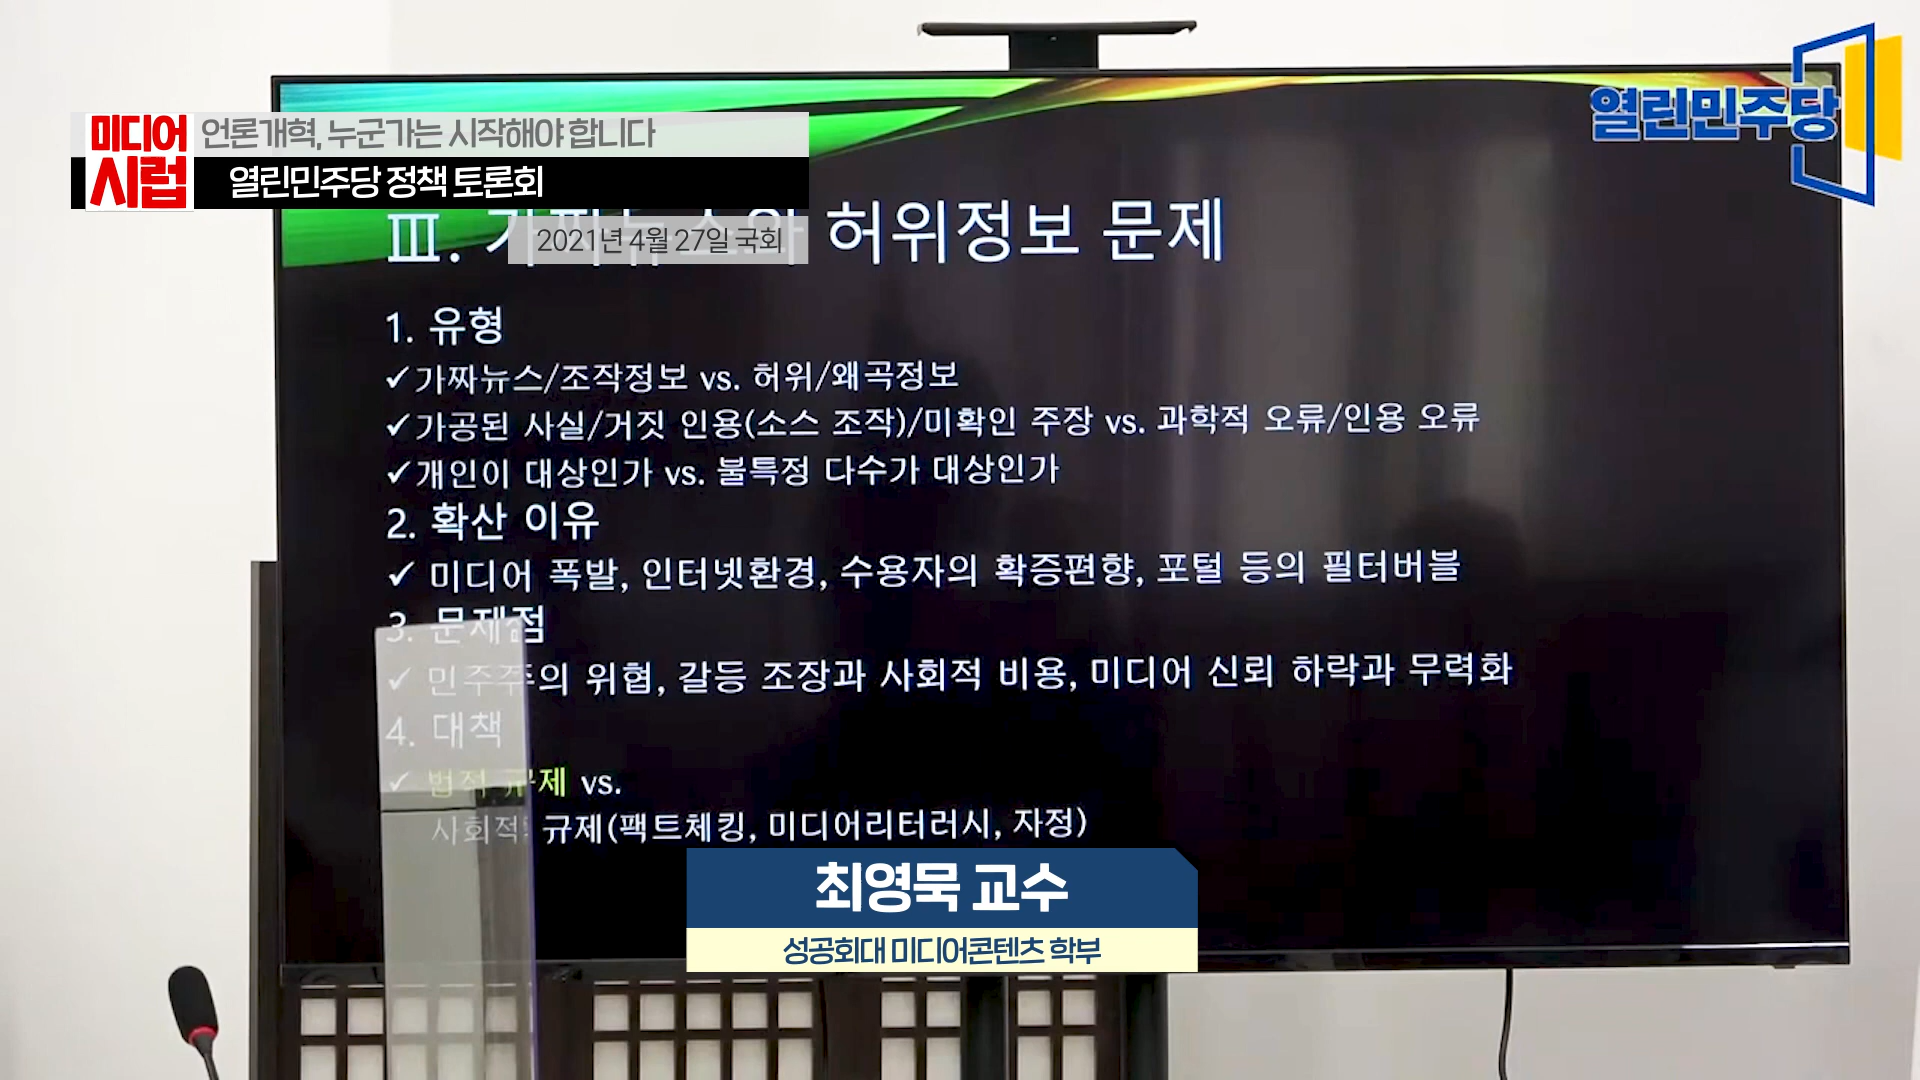 미디어
시럽
언론개혁, 누군가는 시작해야 합니다
열린민주당 정책 토론회
2021년 4월 27일 국회
열린민주당
Ⅲ. 가짜뉴스와 허위정보 문제
1. 유형
✓가짜뉴스/조작정보 vs. 허위/왜곡정보
✓가공된 사실/거짓 인용(소스 조작)/미확인 주장 vs. 과학적 오류/인용 오류
✓개인이 대상인가 vs. 불특정 다수가 대상인가
2. 확산 이유
✓ 미디어 폭발, 인터넷환경, 수용자의 확증편향, 포털 등의 필터버블
3. 문제점
✓ 민주주의 위협, 갈등 조장과 사회적 비용, 미디어 신뢰 하락과 무력화
4. 대책
✓ 법적 규제 vs.
사회적 규제(팩트체킹, 미디어리터러시, 자정)
최영묵 교수
성공회대 미디어콘텐츠 학부